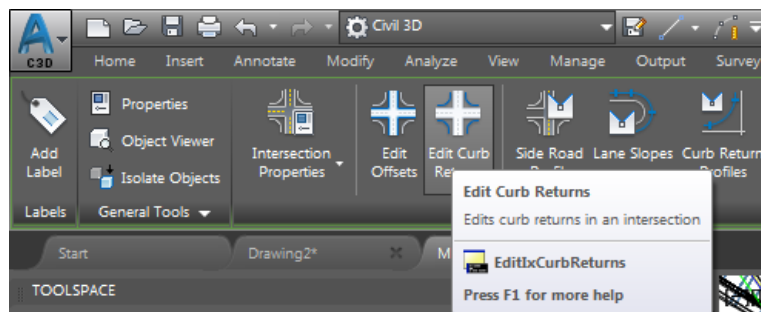 Civil 3D
C3D
Home Insert Annotate Modify Analyze View Manage Output Survey
Add
Label
Properties
Object Viewer
Isolate Objects
Intersection
Properties
Edit
Offsets
Edit Curb
Side Road Lane Slopes Curb Return
Profiles
Labels General Tools
Edit Curb Returns
Edits curb returns in an intersection
EditIxCurbReturns
Press F1 for more help
Start Drawing2* M
TOOLSPACE